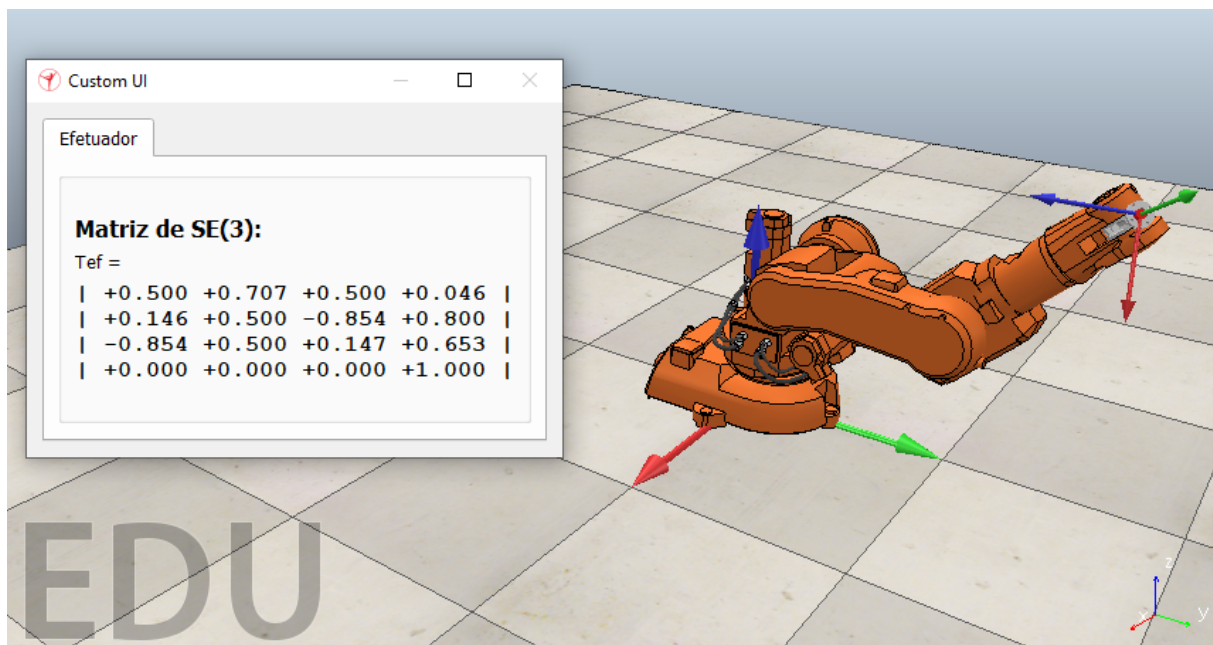 Custom UI
Efetuador
Matriz de SE(3):
Tef =
| +0.500 +0.707 +0.500 +0.046 |
| +0.146 +0.500 -0.854 +0.800 |
| -0.854 +0.500 +0.147 +0.653 |
| +0.000 +0.000 +0.000 +1.000 |
EDU
z
x
y